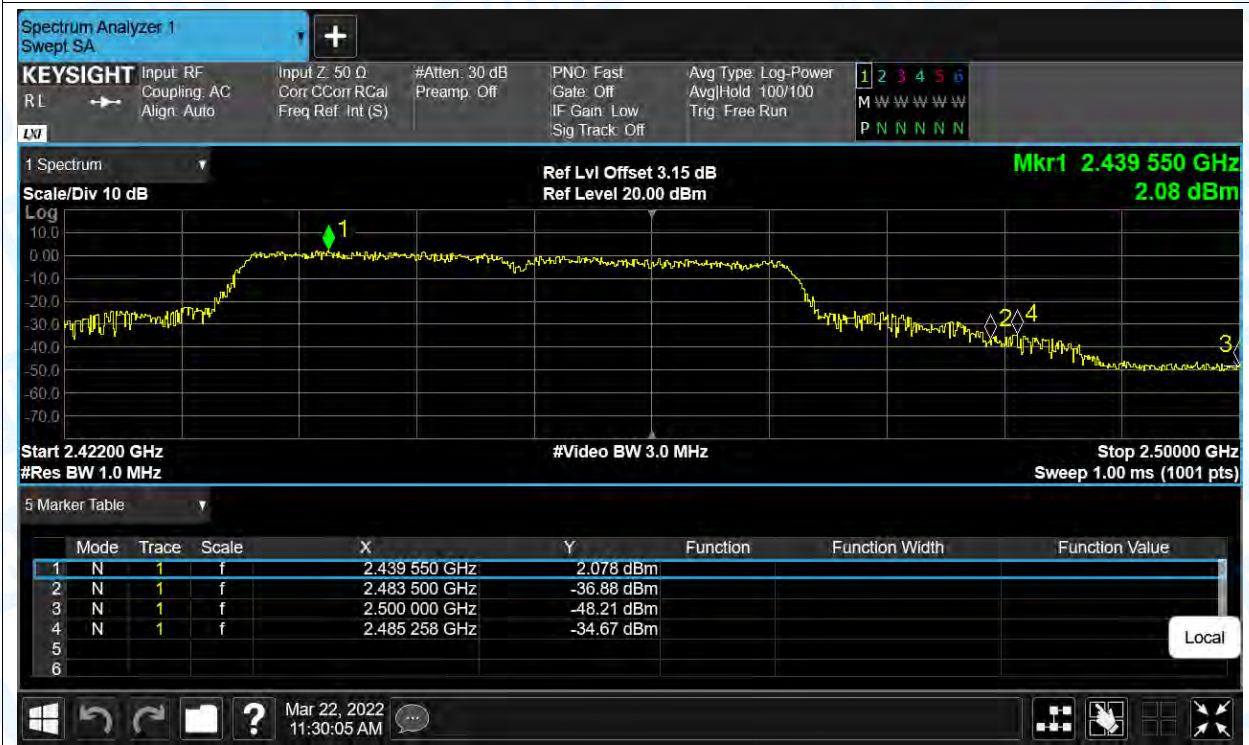 Spectrum Analyzer 1
Swept SA
+
KEYSIGHT Input: RF Input Z: 50 Ω #Atten: 30 dB PNO: Fast Avg Type: Log-Power 1 2 3 4 5 6
R L Coupling: AC Corr CCorr RCal Preamp: Off Gate: Off Avg|Hold: 100/100 M W W W W W
Align: Auto Freq Ref: Int (S) IF Gain: Low Trig: Free Run P N N N N N
LXI Sig Track: Off
1 Spectrum Ref Lvl Offset 3.15 dB Mkr1 2.439 550 GHz
Scale/Div 10 dB Ref Level 20.00 dBm 2.08 dBm
Log
10.0
0.00
-10.0
-20.0
-30.0
-40.0
-50.0
-60.0
-70.0
1
2 4
3
Start 2.42200 GHz #Video BW 3.0 MHz Stop 2.50000 GHz
#Res BW 1.0 MHz Sweep 1.00 ms (1001 pts)
5 Marker Table
Mode Trace Scale X Y Function Function Width Function Value
1 N 1 f 2.439 550 GHz 2.078 dBm
2 N 1 f 2.483 500 GHz -36.88 dBm
3 N 1 f 2.500 000 GHz -48.21 dBm
4 N 1 f 2.485 258 GHz -34.67 dBm
5
6
Local
? Mar 22, 2022
11:30:05 AM